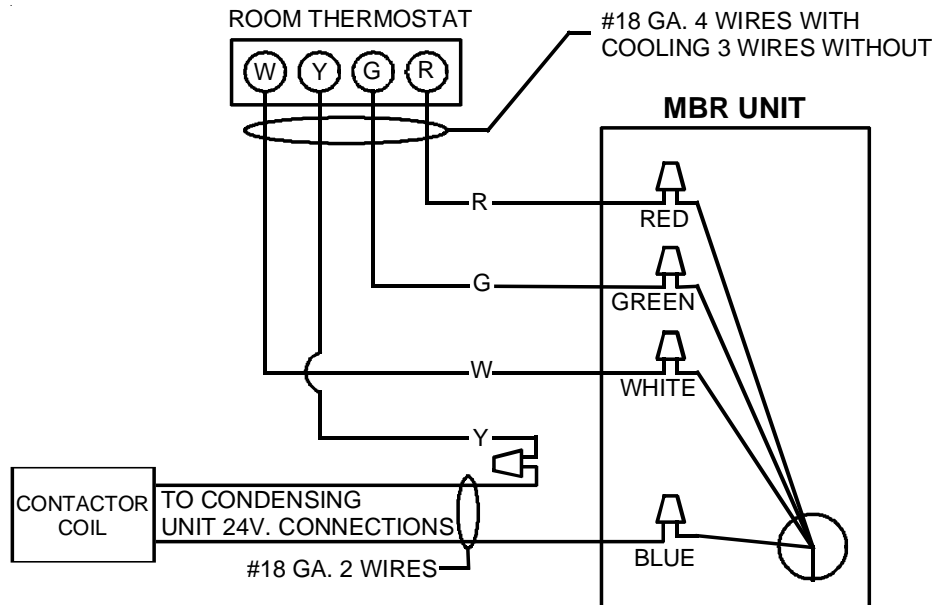 ROOM THERMOSTAT
#18 GA. 4 WIRES WITH
COOLING 3 WIRES WITHOUT
W Y G R
MBR UNIT
R
RED
G
GREEN
W
WHITE
Y
CONTACTOR
COIL
TO CONDENSING
UNIT 24V. CONNECTIONS
BLUE
#18 GA. 2 WIRES